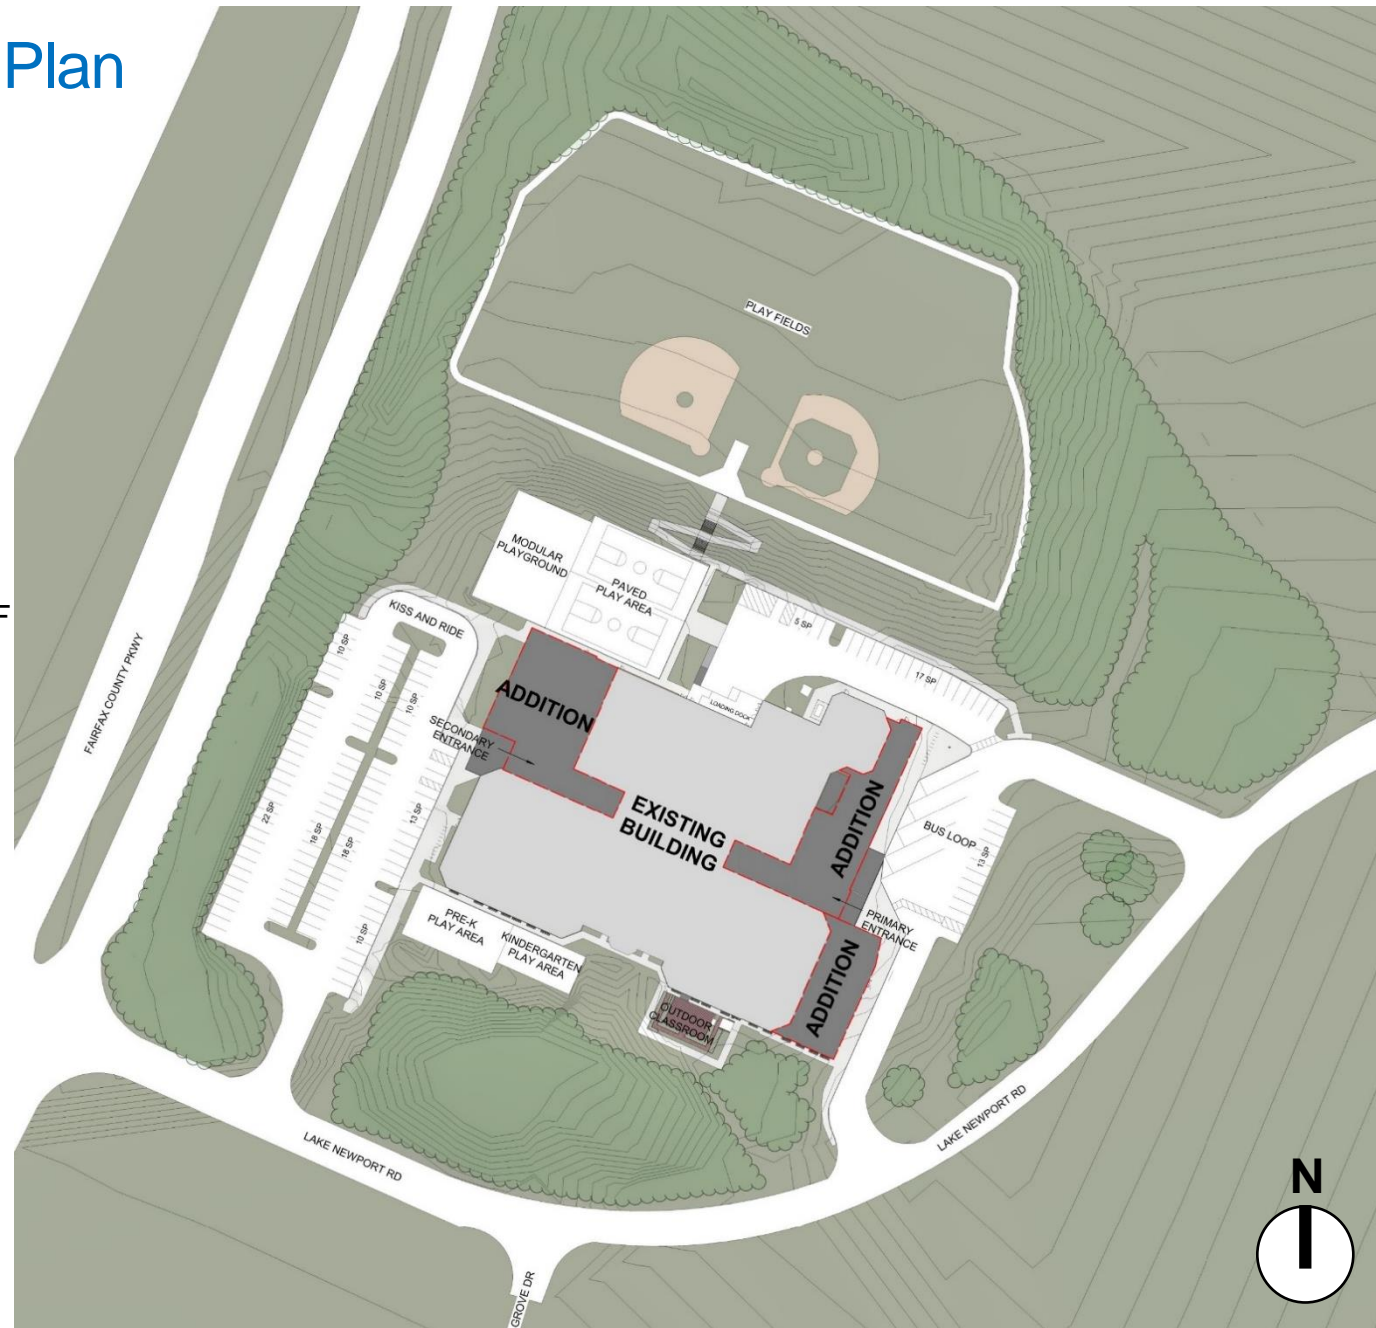 Plan
PLAY FIELDS
MODULAR
PLAYGROUND
PAVED
PLAY AREA
F
KISS AND RIDE
5 SP
10 SP
17 SP
10 SP
10 SP
ADDITION
LOADING DOCK
SECONDARY
ENTRANCE
FAIRFAX COUNTY PKWY
EXISTING
BUILDING
ADDITION
22 SP
18 SP
18 SP
13 SP
BUS LOOP
13 SP
PRE-K
PLAY AREA
KINDERGARTEN
PLAY AREA
10 SP
PRIMARY
ENTRANCE
ADDITION
OUTDOOR
CLASSROOM
LAKE NEWPORT RD
LAKE NEWPORT RD
N
GROVE DR